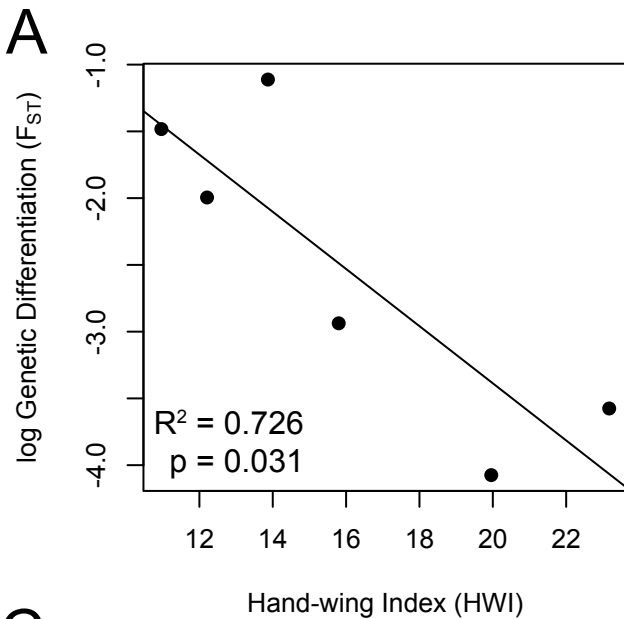 A
log Genetic Differentiation (F_ST)
-1.0
-2.0
-3.0
-4.0
R² = 0.726
p = 0.031
12 14 16 18 20 22
Hand-wing Index (HWI)